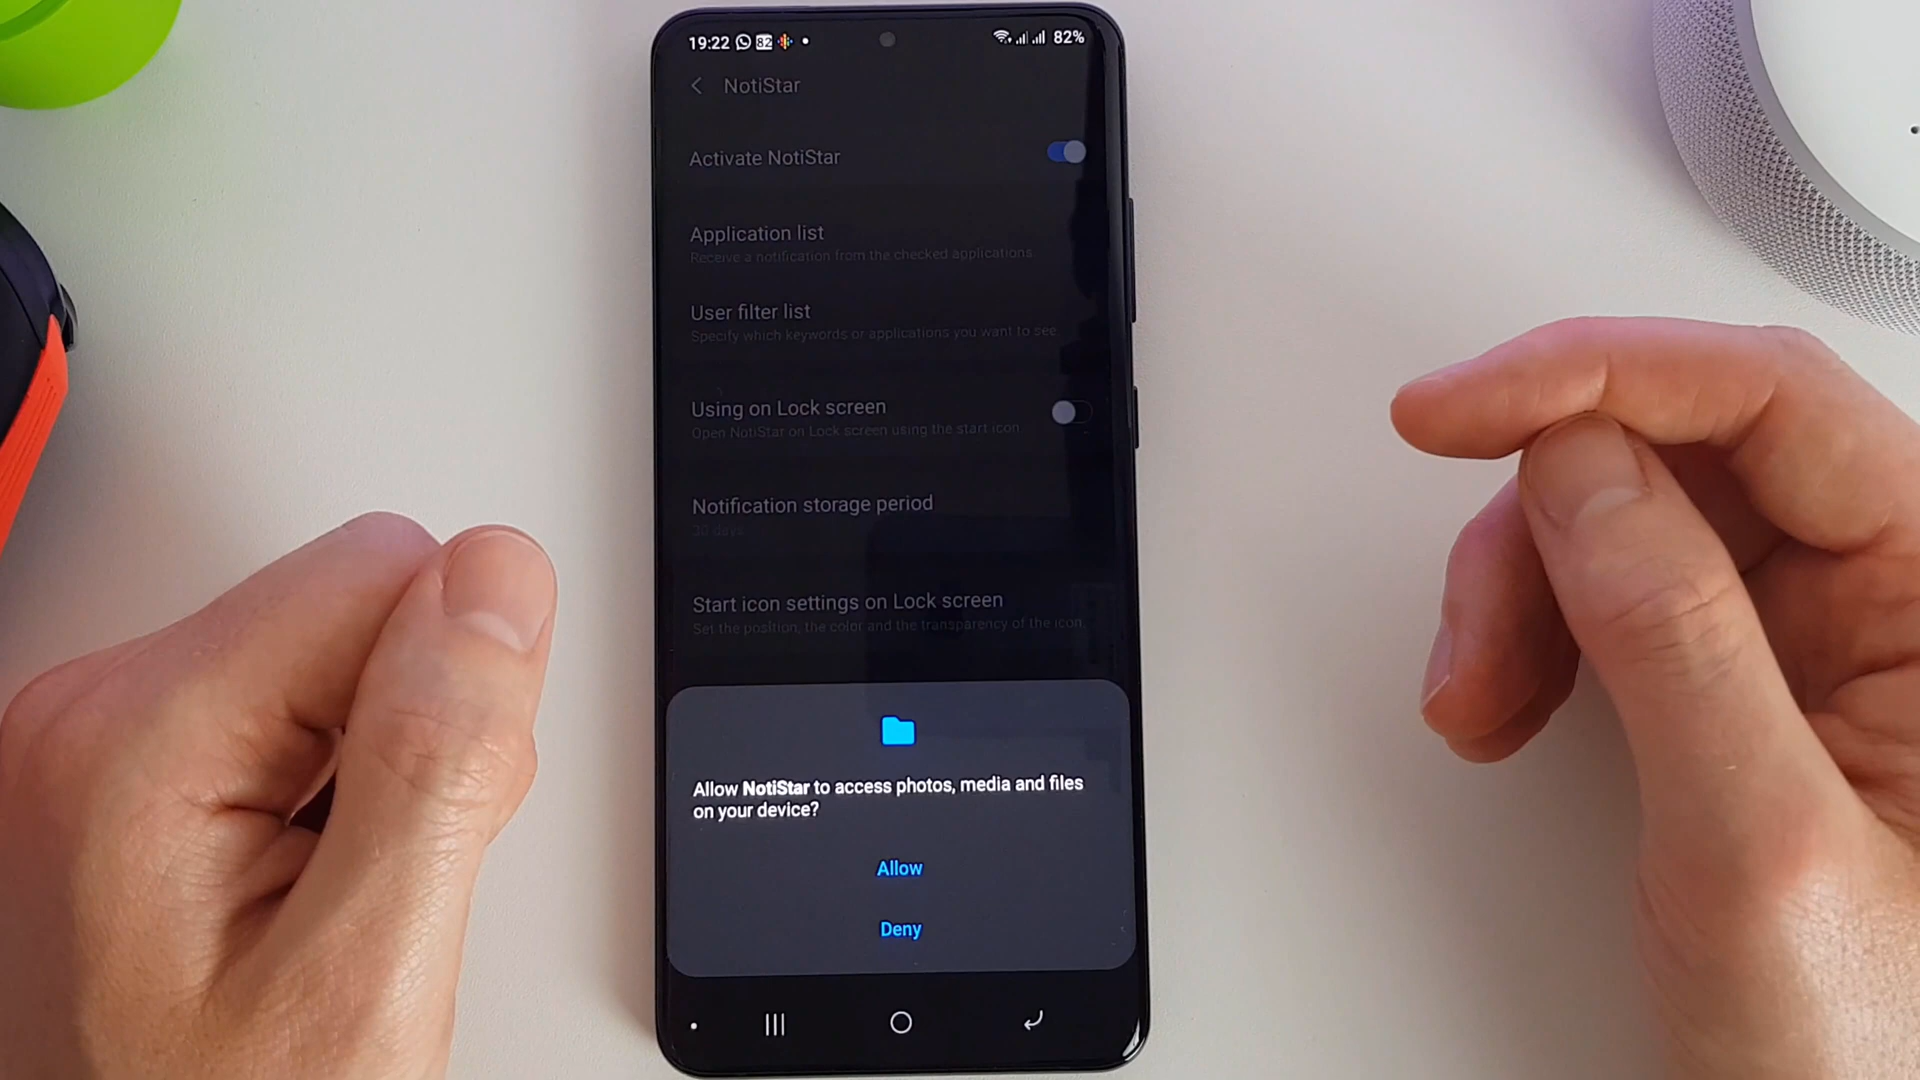 19:22 82 82%
NotiStar
Activate NotiStar
Application list
Receive a notification from the checked applications
User filter list
Specify which keywords or applications you want to see
Using on Lock screen
Open NotiStar on Lock screen using the start icon
Notification storage period
30 days
Start icon settings on Lock screen
Set the position, the color and the transparency of the icon.
Allow NotiStar to access photos, media and files
on your device?
Allow
Deny